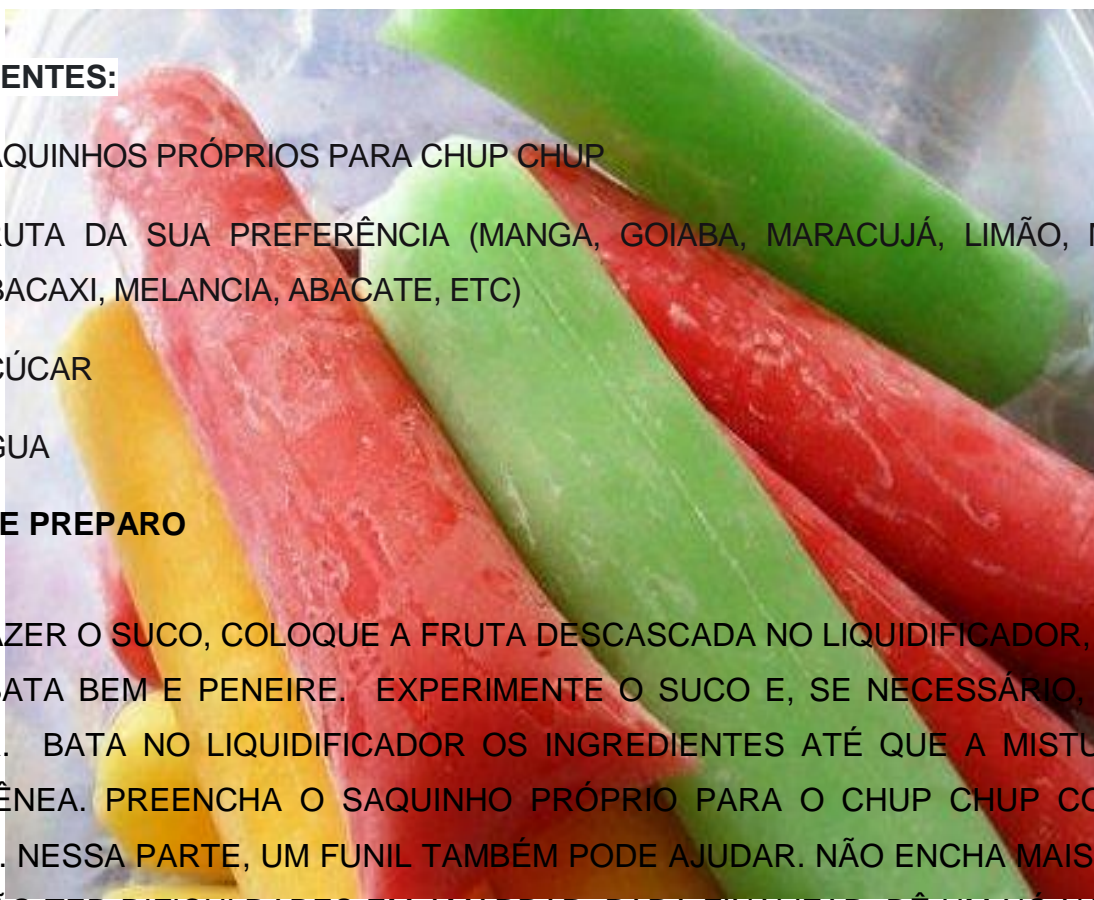 ENTES:
AQUINHOS PRÓPRIOS PARA CHUP CHUP
RUTA DA SUA PREFERÊNCIA (MANGA, GOIABA, MARACUJÁ, LIMÃO,
BACAXI, MELANCIA, ABACATE, ETC)
ÇÚCAR
GUA
E PREPARO
AZER O SUCO, COLOQUE A FRUTA DESCASCADA NO LIQUIDIFICADOR,
BATA BEM E PENEIRE. EXPERIMENTE O SUCO E, SE NECESSÁRIO,
. BATA NO LIQUIDIFICADOR OS INGREDIENTES ATÉ QUE A MISTU
ÊNEA. PREENCHA O SAQUINHO PRÓPRIO PARA O CHUP CHUP CO
. NESSA PARTE, UM FUNIL TAMBÉM PODE AJUDAR. NÃO ENCHA MAIS